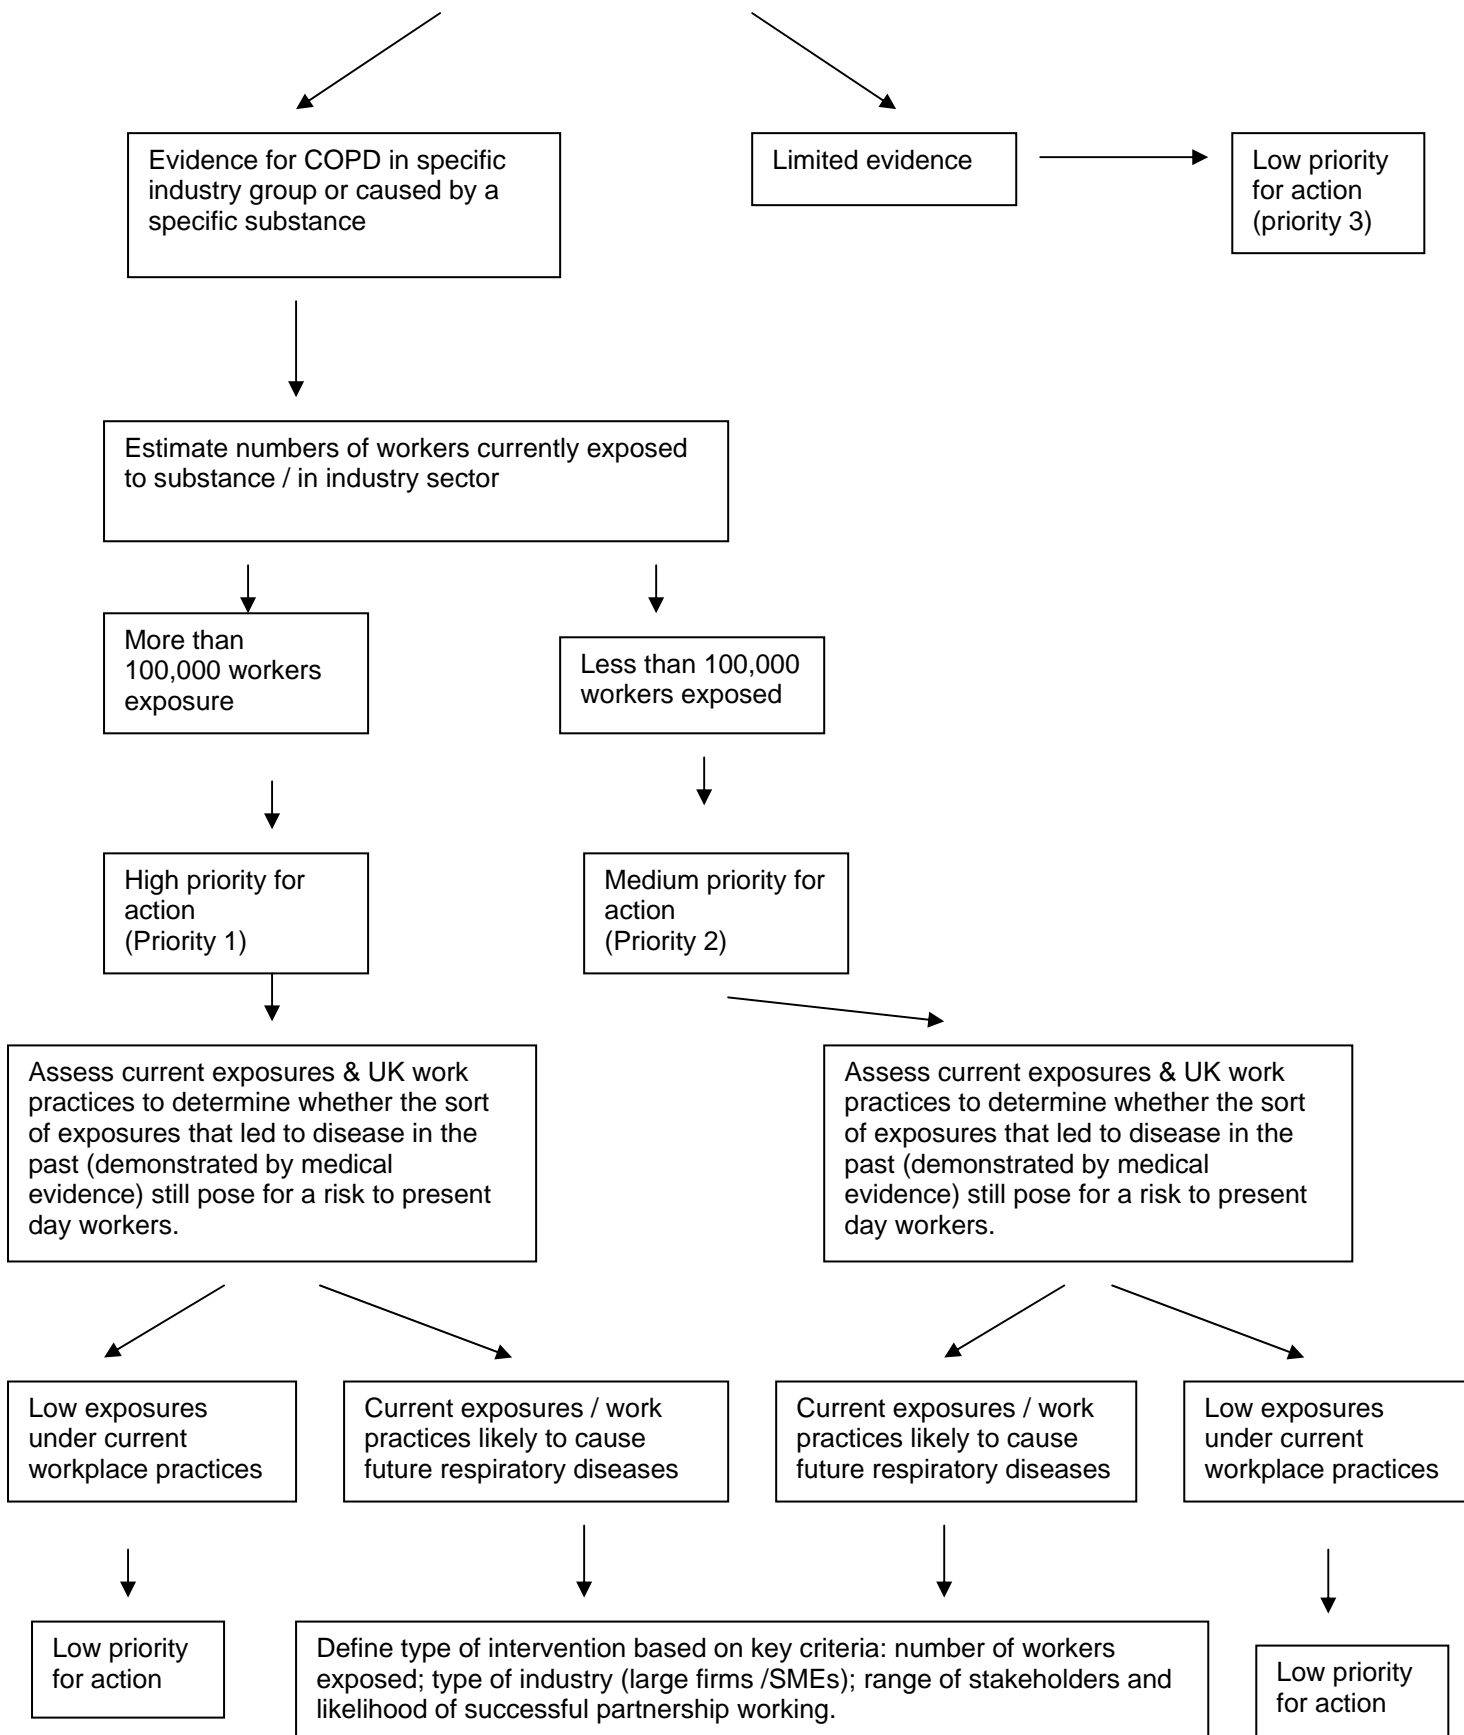 Evidence for COPD in specific
industry group or caused by a
specific substance
Limited evidence
Low priority
for action
(priority 3)
Estimate numbers of workers currently exposed
to substance / in industry sector
More than
100,000 workers
exposure
Less than 100,000
workers exposed
High priority for
action
(Priority 1)
Medium priority for
action
(Priority 2)
Assess current exposures & UK work
practices to determine whether the sort
of exposures that led to disease in the
past (demonstrated by medical
evidence) still pose for a risk to present
day workers.
Assess current exposures & UK work
practices to determine whether the sort
of exposures that led to disease in the
past (demonstrated by medical
evidence) still pose for a risk to present
day workers.
Low exposures
under current
workplace practices
Current exposures / work
practices likely to cause
future respiratory diseases
Current exposures / work
practices likely to cause
future respiratory diseases
Low exposures
under current
workplace practices
Low priority
for action
Define type of intervention based on key criteria: number of workers
exposed; type of industry (large firms /SMEs); range of stakeholders and
likelihood of successful partnership working.
Low priority
for action